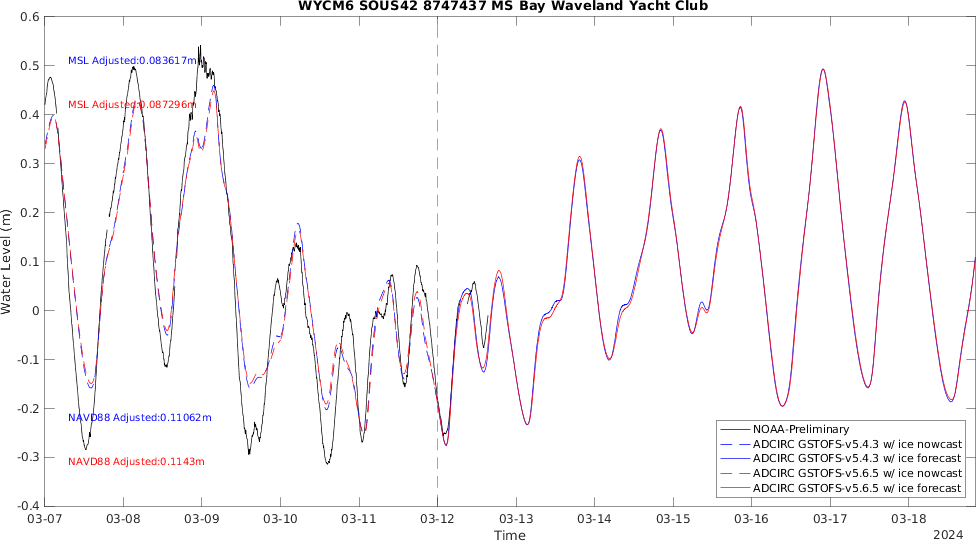 WYCM6 SOUS42 8747437 MS Bay Waveland Yacht Club
0.6
0.5
0.4
0.3
0.2
0.1
0
-0.1
-0.2
-0.3
-0.4
Water Level (m)
MSL Adjusted:0.083617m
MSL Adjusted:0.087296m
NAVD88 Adjusted:0.11062m
NAVD88 Adjusted:0.1143m
NOAA-Preliminary
ADCIRC GSTOFS-v5.4.3 w/ ice nowcast
ADCIRC GSTOFS-v5.4.3 w/ ice forecast
ADCIRC GSTOFS-v5.6.5 w/ ice nowcast
ADCIRC GSTOFS-v5.6.5 w/ ice forecast
03-07 03-08 03-09 03-10 03-11 03-12 03-13 03-14 03-15 03-16 03-17 03-18
Time
2024